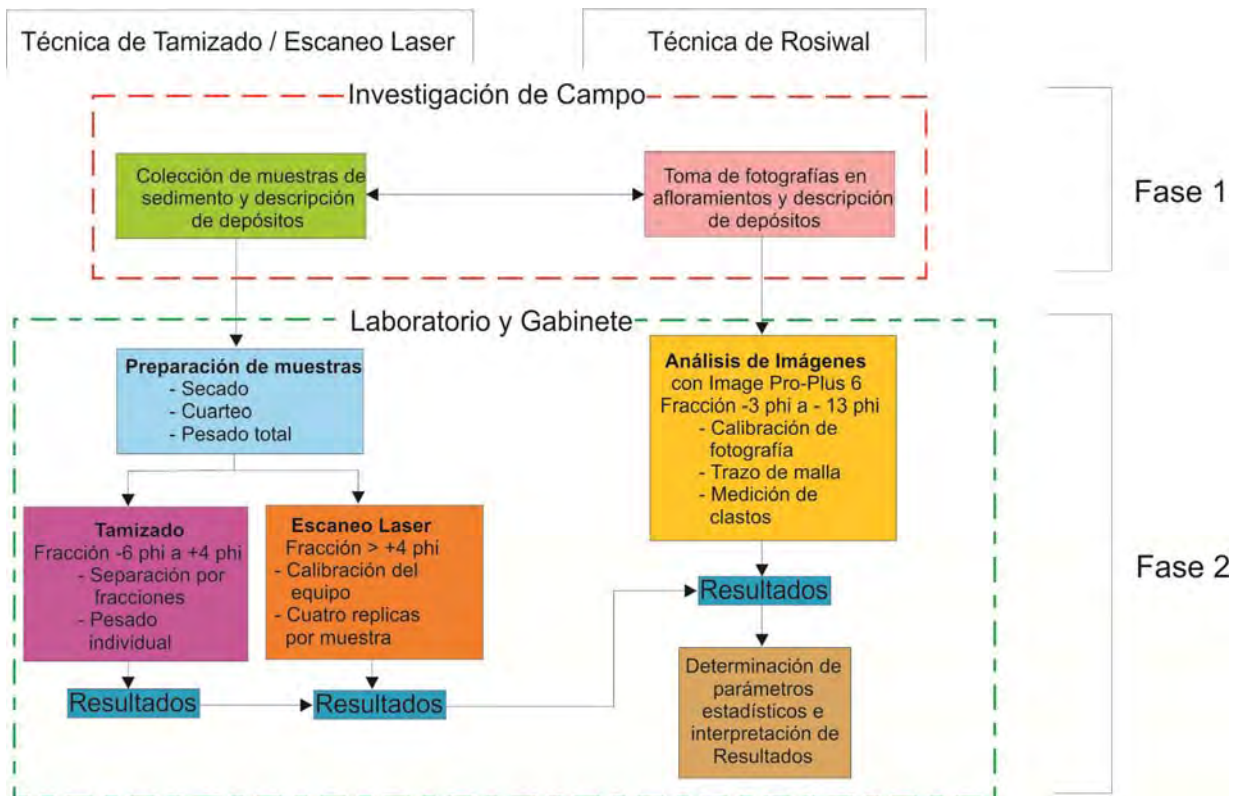 Técnica de Tamizado / Escaneo Laser
Técnica de Rosiwal
Investigación de Campo
Colección de muestras de
sedimento y descripción
de depósitos
Toma de fotografías en
afloramientos y descripción
de depósitos
Fase 1
Laboratorio y Gabinete
Preparación de muestras
- Secado
- Cuarteo
- Pesado total
Análisis de Imágenes
con Image Pro-Plus 6
Fracción -3 phi a - 13 phi
- Calibración de
fotografía
- Trazo de malla
- Medición de
clastos
Tamizado
Fracción -6 phi a +4 phi
- Separación por
fracciones
- Pesado
individual
Escaneo Laser
Fracción > +4 phi
- Calibración del
equipo
- Cuatro replicas
por muestra
Fase 2
Resultados
Resultados
Resultados
Determinación de
parámetros
estadísticos e
interpretación de
Resultados